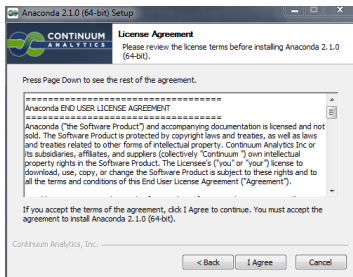 Anaconda 2.1.0 (64-bit) Setup
CONTINUUM
ANALYTICS
License Agreement
Please review the license terms before installing Anaconda 2.1.0
(64-bit).
Press Page Down to see the rest of the agreement.
===================================
Anaconda END USER LICENSE AGREEMENT
===================================
Anaconda ("the Software Product") and accompanying documentation is licensed and not
sold. The Software Product is protected by copyright laws and treaties, as well as laws
and treaties related to other forms of intellectual property. Continuum Analytics Inc or
its subsidiaries, affiliates, and suppliers (collectively "Continuum ") own intellectual
property rights in the Software Product. The Licensee's ("you" or "your") license to
download, use, copy, or change the Software Product is subject to these rights and to
all the terms and conditions of this End User License Agreement ("Agreement").
If you accept the terms of the agreement, click I Agree to continue. You must accept the
agreement to install Anaconda 2.1.0 (64-bit).
Continuum Analytics, Inc.
< Back
I Agree
Cancel